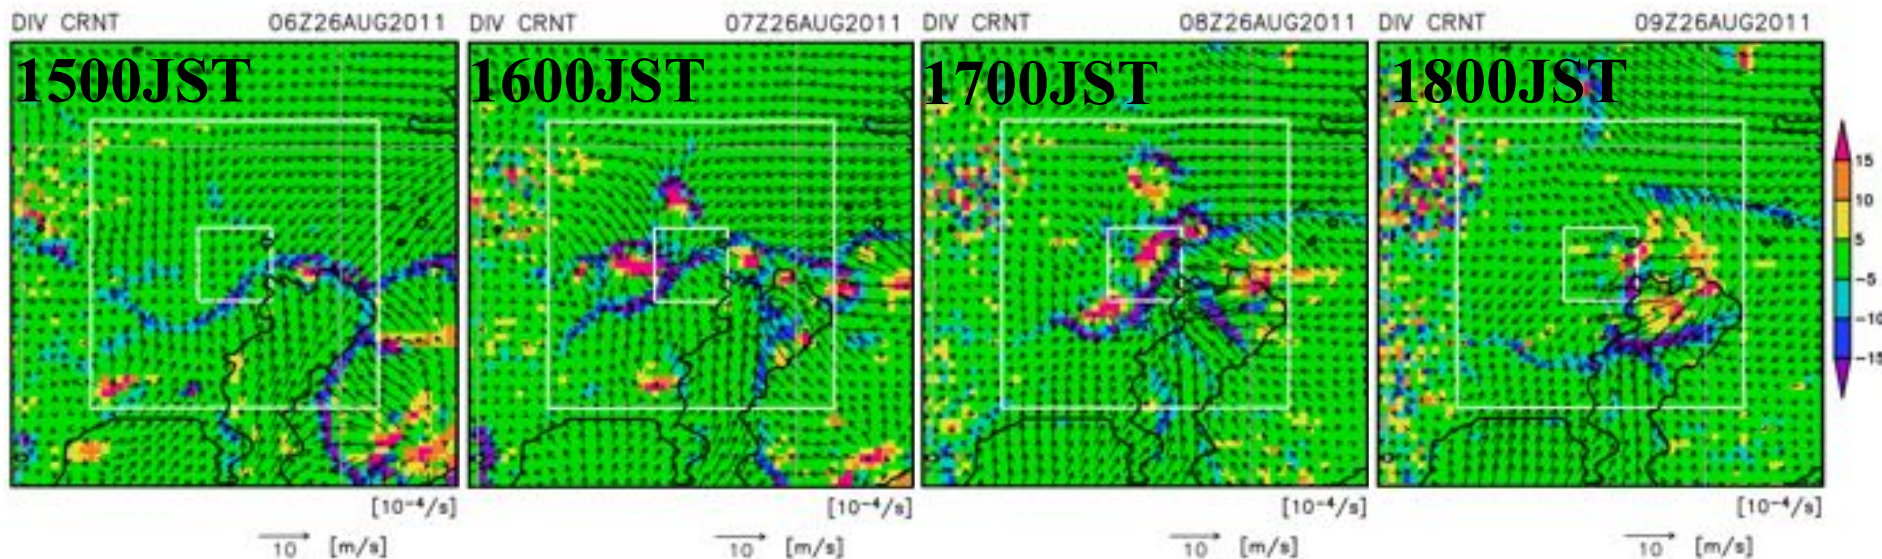 DIV CRNT 06Z26AUG2011
1500JST
[10-4/s]
10 [m/s]
DIV CRNT 07Z26AUG2011
1600JST
[10-4/s]
10 [m/s]
DIV CRNT 08Z26AUG2011
1700JST
[10-4/s]
10 [m/s]
DIV CRNT 09Z26AUG2011
1800JST
[10-4/s]
10 [m/s]
15
10
5
-5
-10
-15